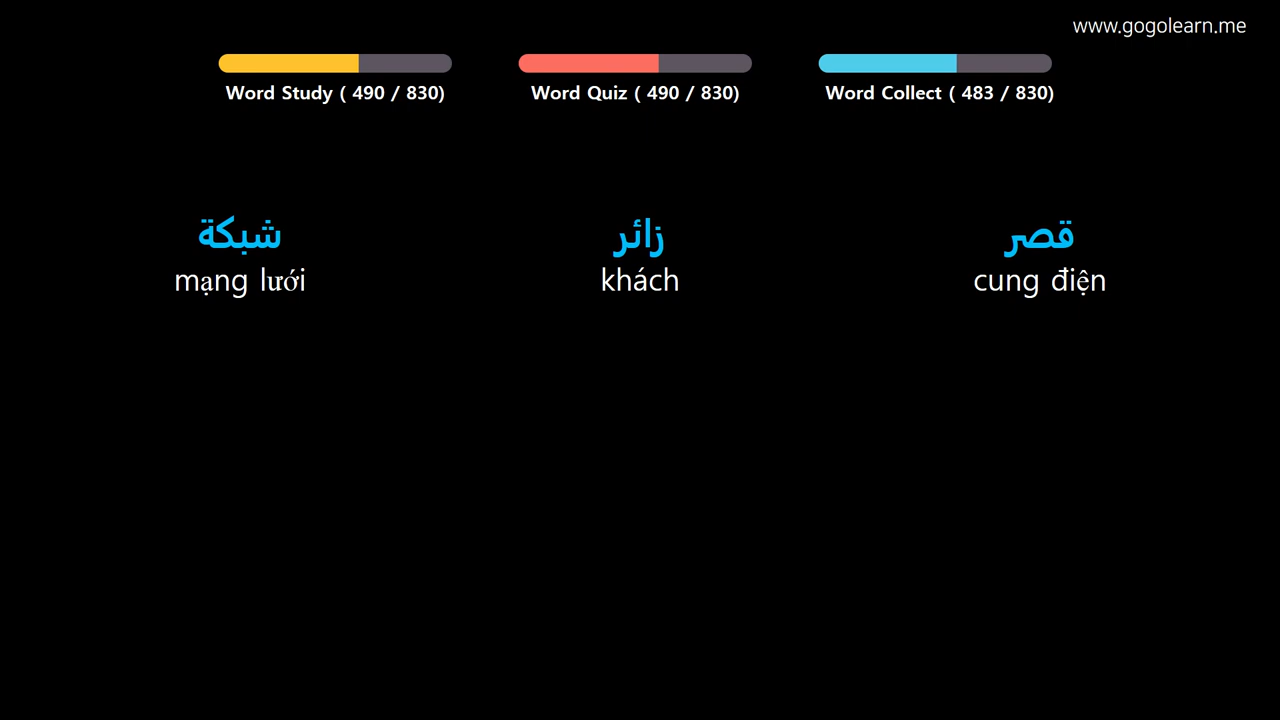 www.gogolearn.me
Word Study ( 490 / 830)
Word Quiz ( 490 / 830)
Word Collect ( 483 / 830)
شبكة
mạng lưới
زائر
khách
قصر
cung điện